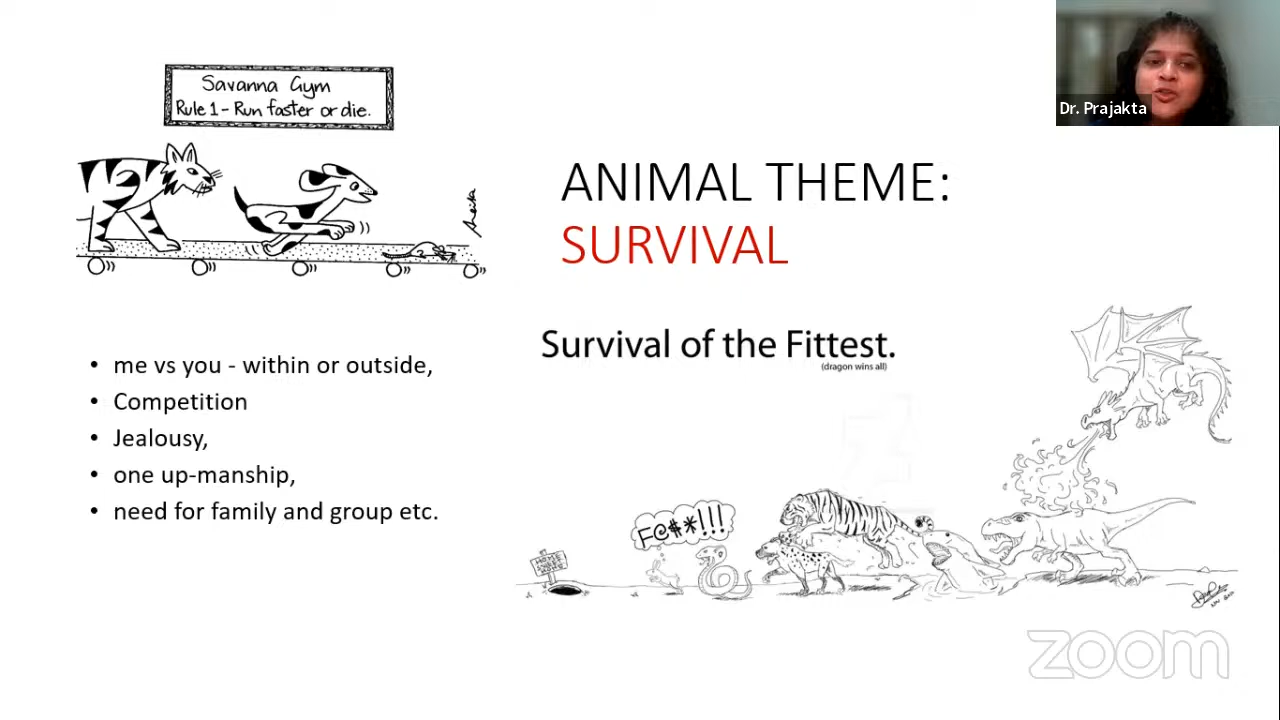 Savanna Gym
Rule 1 - Run faster or die.
Dr. Prajakta
ANIMAL THEME:
SURVIVAL
• me vs you - within or outside,
• Competition
• Jealousy,
• one up-manship,
• need for family and group etc.
Survival of the Fittest.
(dragon wins all)
F@#$*!!!
HOME
zoom